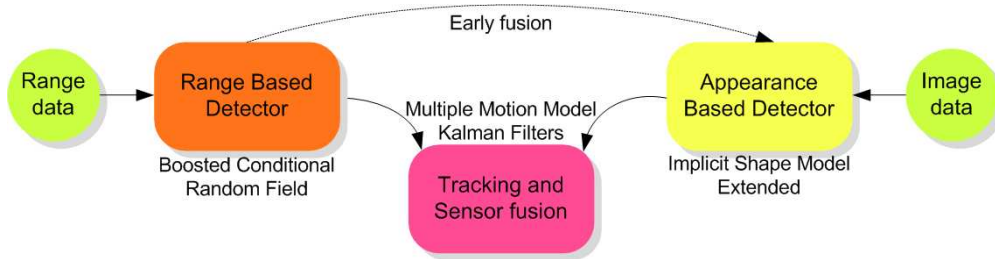 Early fusion
Range
data
Range Based
Detector
Boosted Conditional
Random Field
Multiple Motion Model
Kalman Filters
Tracking and
Sensor fusion
Appearance
Based Detector
Implicit Shape Model
Extended
Image
data